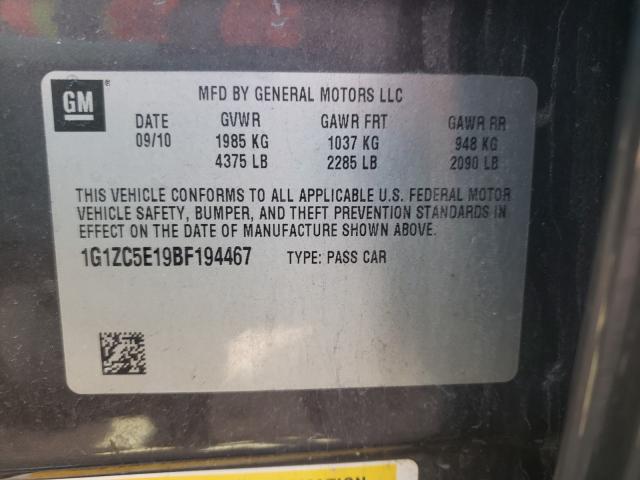 GM ®
MFD BY GENERAL MOTORS LLC
DATE GVWR GAWR FRT GAWR RR
09/10 1985 KG 1037 KG 948 KG
4375 LB 2285 LB 2090 LB
THIS VEHICLE CONFORMS TO ALL APPLICABLE U.S. FEDERAL MOTOR
VEHICLE SAFETY, BUMPER, AND THEFT PREVENTION STANDARDS IN
EFFECT ON THE DATE OF MANUFACTURE SHOWN ABOVE.
1G1ZC5E19BF194467 TYPE: PASS CAR